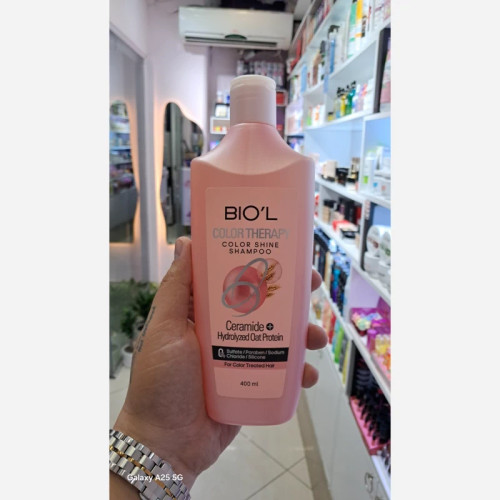 BIO'L
COLOR THERAPY
COLOR SHINE
SHAMPOO
Ceramide +
Hydrolyzed Oat Protein
0% Sulfate / Paraben / Sodium
Chloride / Silicone
For Color Treated Hair
400 ml
Galaxy A25 5G